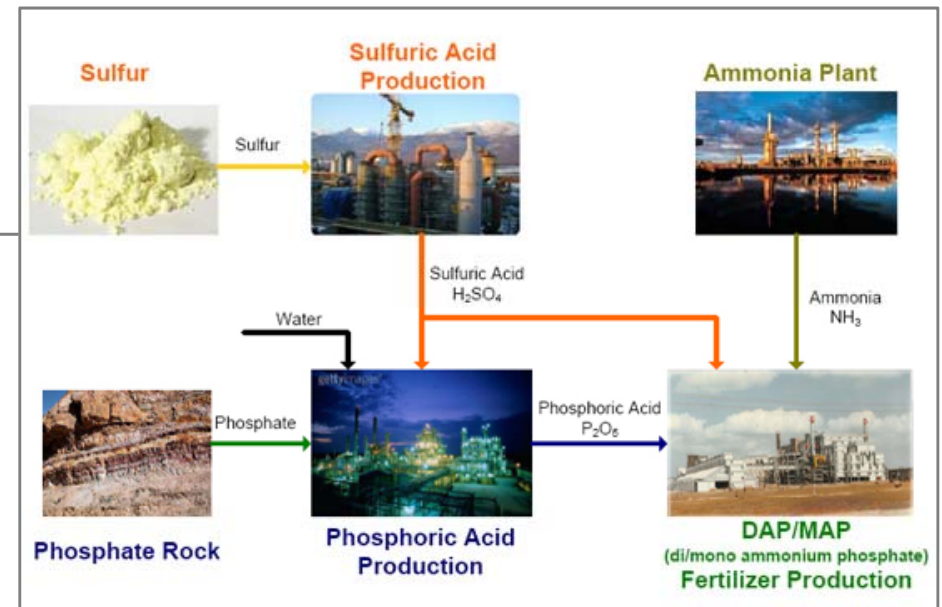 Sulfur
Sulfuric Acid
Production
Ammonia Plant
Sulfur
Sulfuric Acid
H₂SO₄
Ammonia
NH₃
Water
gettyimages
Phosphate
Phosphoric Acid
P₂O₅
Phosphate Rock
Phosphoric Acid
Production
DAP/MAP
(di/mono ammonium phosphate)
Fertilizer Production